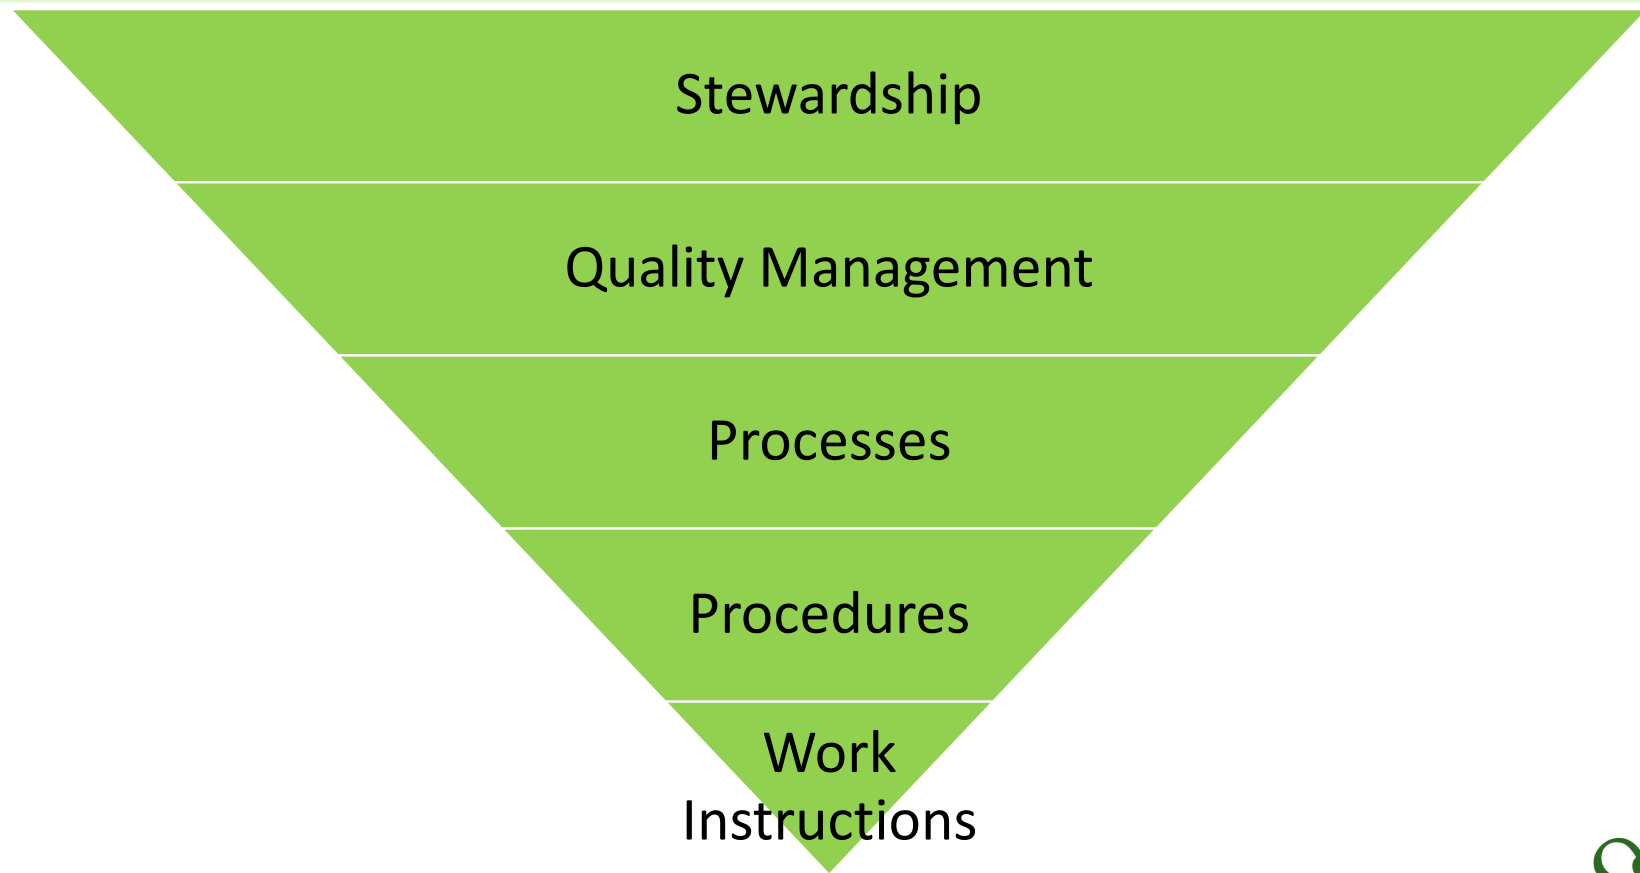 Stewardship
Quality Management
Processes
Procedures
Work
Instructions